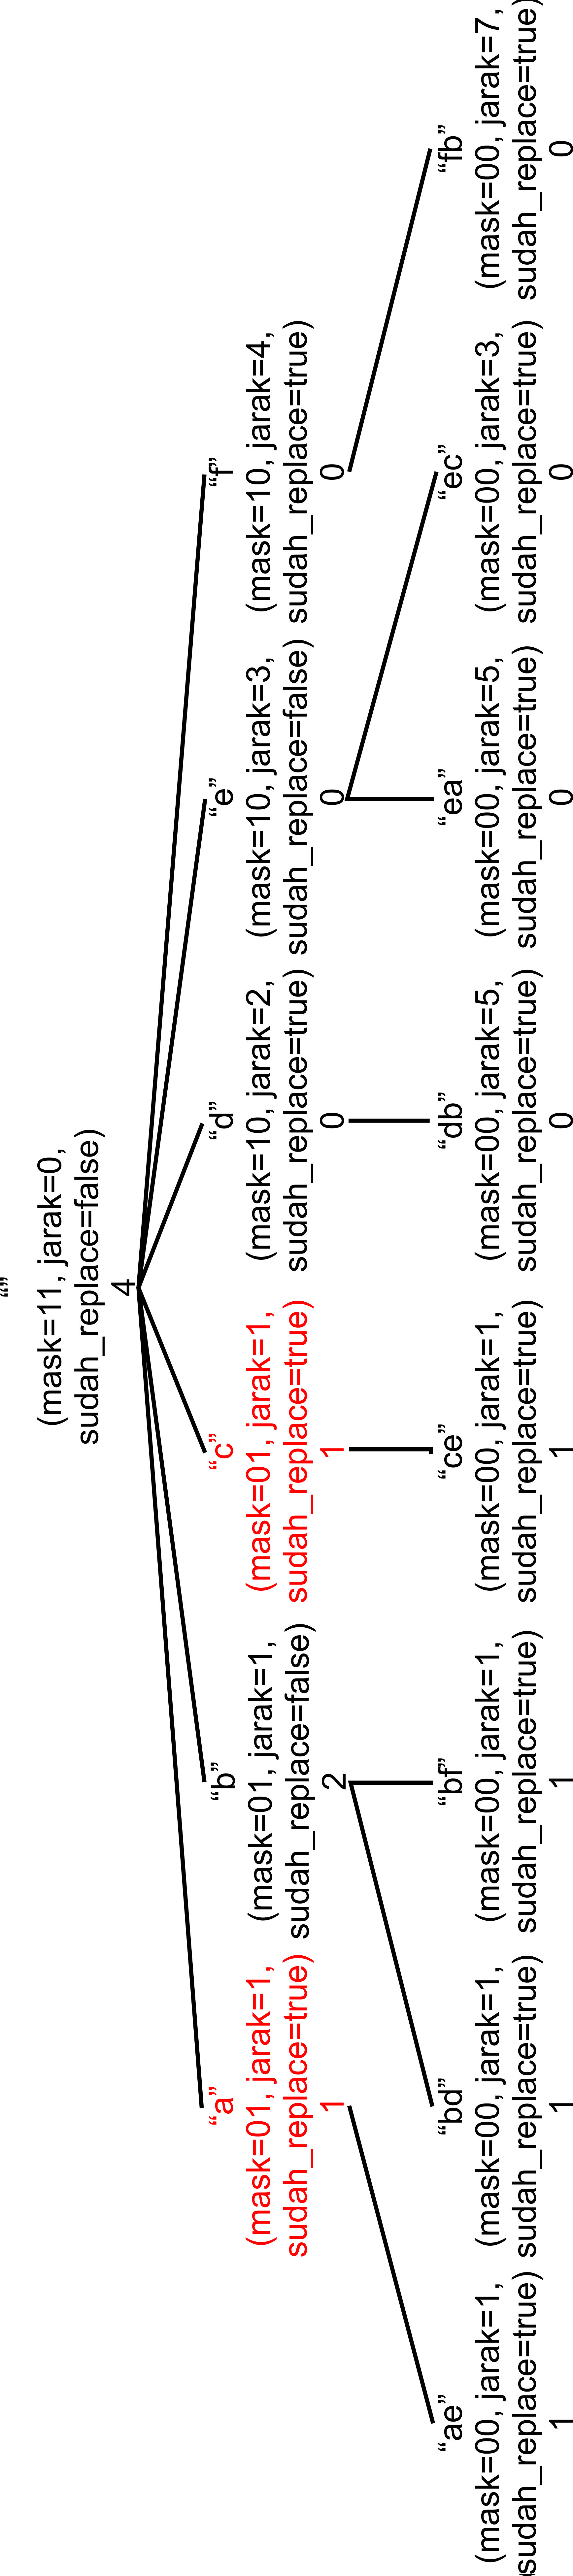 “”
(mask=11, jarak=0,
sudah_replace=false)
4
“a”
(mask=01, jarak=1,
sudah_replace=true)
1
“b”
(mask=01, jarak=1,
sudah_replace=false)
2
“c”
(mask=01, jarak=1,
sudah_replace=true)
1
“d”
(mask=10, jarak=2,
sudah_replace=true)
0
“e”
(mask=10, jarak=3,
sudah_replace=false)
0
“f”
(mask=10, jarak=4,
sudah_replace=true)
0
“ae”
(mask=00, jarak=1,
sudah_replace=true)
1
“bd”
(mask=00, jarak=1,
sudah_replace=true)
1
“bf”
(mask=00, jarak=1,
sudah_replace=true)
1
“ce”
(mask=00, jarak=1,
sudah_replace=true)
1
“db”
(mask=00, jarak=5,
sudah_replace=true)
0
“ea”
(mask=00, jarak=5,
sudah_replace=true)
0
“ec”
(mask=00, jarak=3,
sudah_replace=true)
0
“fb”
(mask=00, jarak=7,
sudah_replace=true)
0